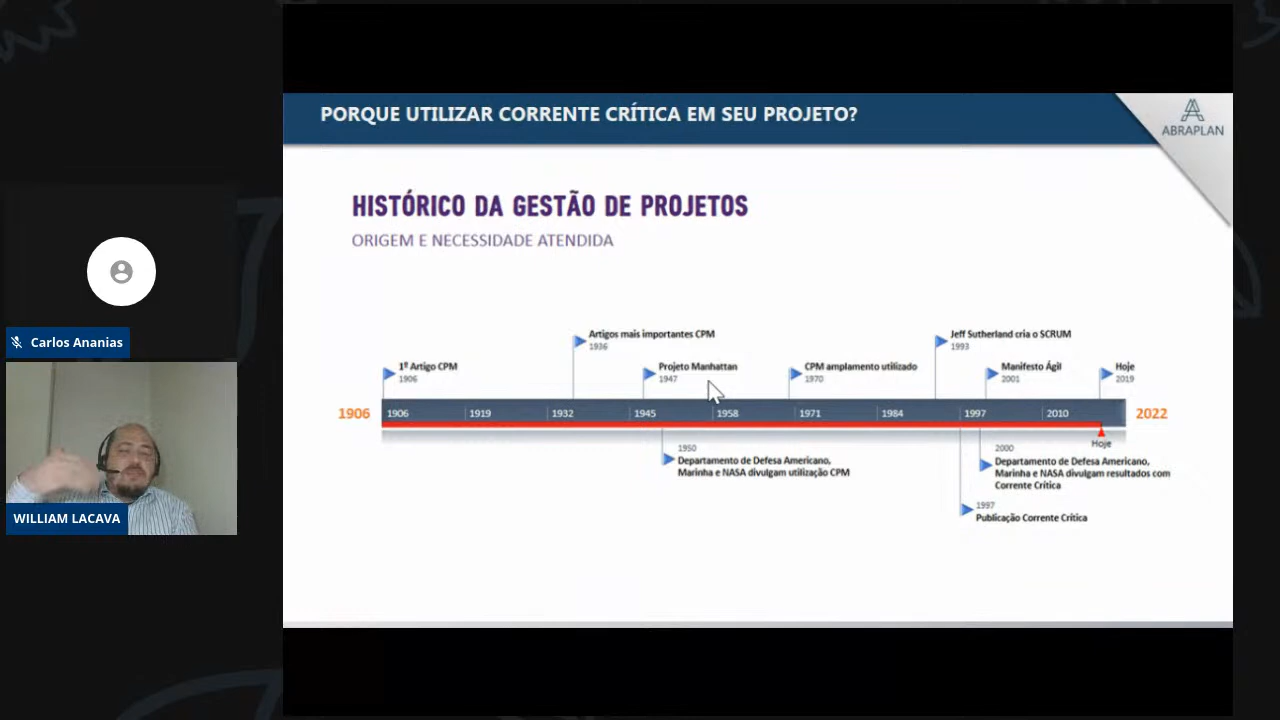 PORQUE UTILIZAR CORRENTE CRÍTICA EM SEU PROJETO?
ABRAPLAN
HISTÓRICO DA GESTÃO DE PROJETOS
ORIGEM E NECESSIDADE ATENDIDA
Artigos mais importantes CPM
1936
Jeff Sutherland cria o SCRUM
1993
1º Artigo CPM
1906
Projeto Manhattan
1947
CPM amplamente utilizado
1970
Manifesto Ágil
2001
Hoje
2019
1906
1906 1919 1932 1945 1958 1971 1984 1997 2010
2022
Hoje
1950
Departamento de Defesa Americano,
Marinha e NASA divulgam utilização CPM
2000
Departamento de Defesa Americano,
Marinha e NASA divulgam resultados com
Corrente Crítica
1997
Publicação Corrente Crítica
Carlos Ananias
WILLIAM LACAVA